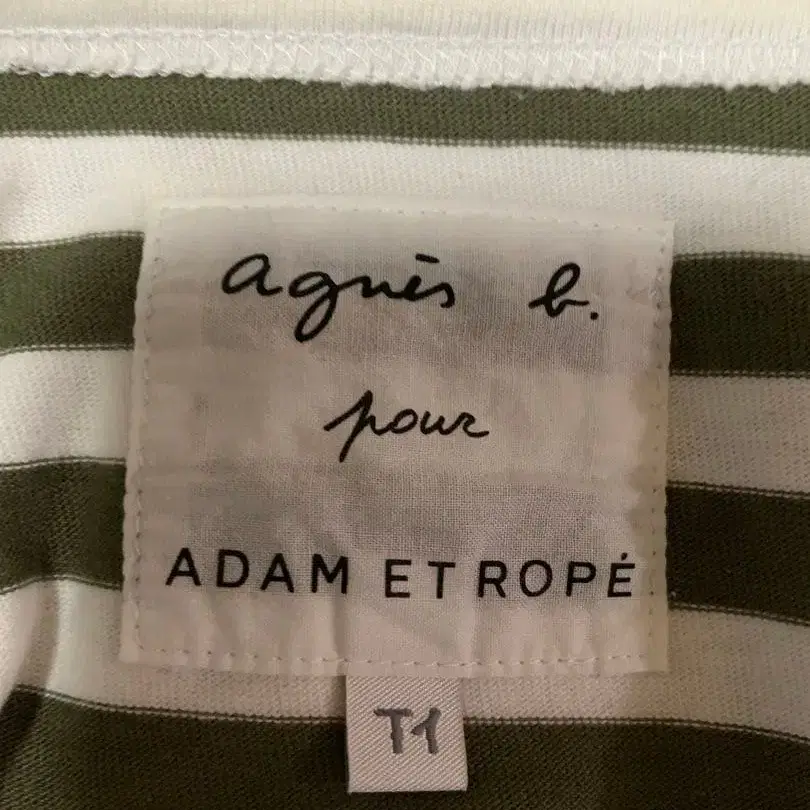 agnès b.
pour
ADAM ET ROPÉ
T1